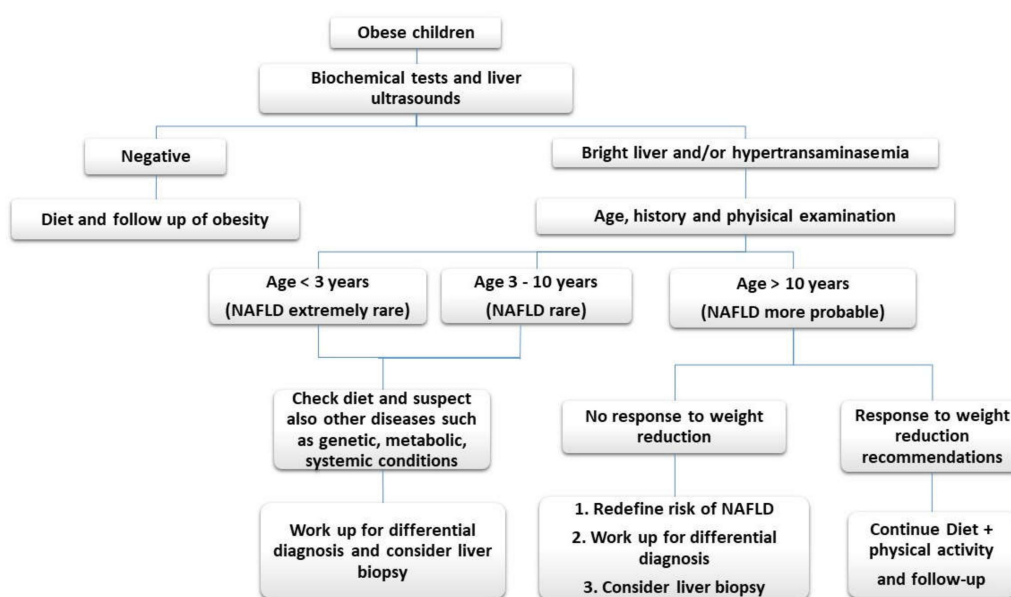 Obese children
Biochemical tests and liver
ultrasounds
Negative
Bright liver and/or hypertransaminasemia
Diet and follow up of obesity
Age, history and phyisical examination
Age < 3 years
(NAFLD extremely rare)
Age 3 - 10 years
(NAFLD rare)
Age > 10 years
(NAFLD more probable)
Check diet and suspect
also other diseases such
as genetic, metabolic,
systemic conditions
No response to weight
reduction
Response to weight
reduction
recommendations
Work up for differential
diagnosis and consider liver
biopsy
1. Redefine risk of NAFLD
2. Work up for differential
diagnosis
3. Consider liver biopsy
Continue Diet +
physical activity
and follow-up